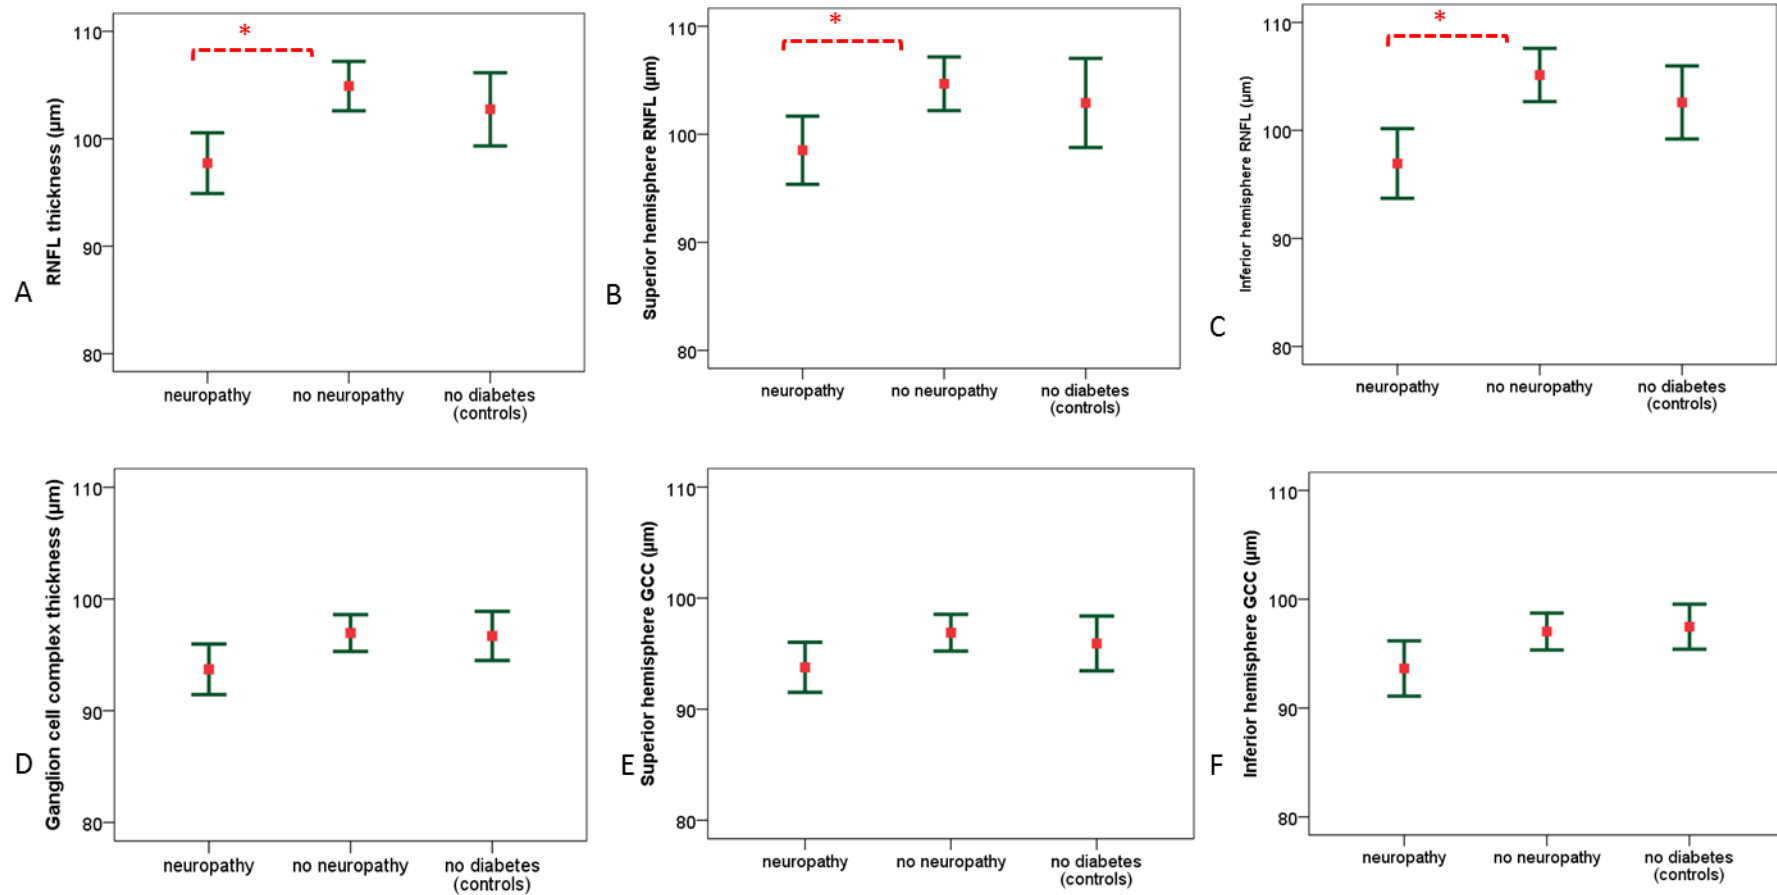 A
RNFL thickness (µm)
110
100
90
80
*
neuropathy
no neuropathy
no diabetes
(controls)
B
Superior hemisphere RNFL (µm)
110
100
90
80
*
neuropathy
no neuropathy
no diabetes
(controls)
C
Inferior hemisphere RNFL (µm)
110
100
90
80
*
neuropathy
no neuropathy
no diabetes
(controls)
D
Ganglion cell complex thickness (µm)
110
100
90
80
neuropathy
no neuropathy
no diabetes
(controls)
E
Superior hemisphere GCC (µm)
110
100
90
80
neuropathy
no neuropathy
no diabetes
(controls)
F
Inferior hemisphere GCC (µm)
110
100
90
80
neuropathy
no neuropathy
no diabetes
(controls)